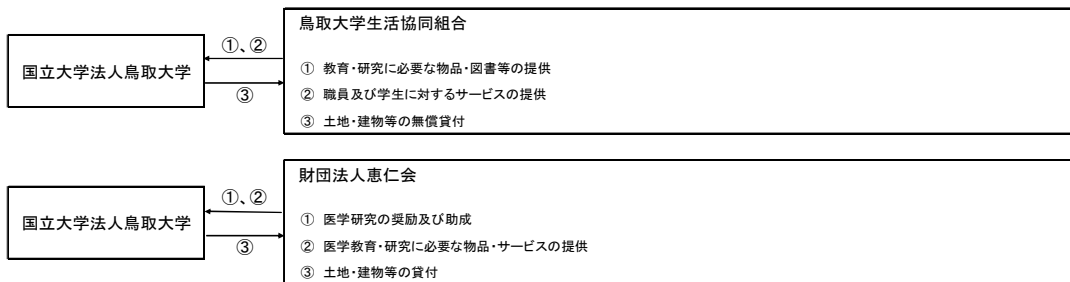 鳥取大学生活協同組合
①、②
国立大学法人鳥取大学
③
① 教育・研究に必要な物品・図書等の提供
② 職員及び学生に対するサービスの提供
③ 土地・建物等の無償貸付
財団法人恵仁会
①、②
国立大学法人鳥取大学
③
① 医学研究の奨励及び助成
② 医学教育・研究に必要な物品・サービスの提供
③ 土地・建物等の貸付